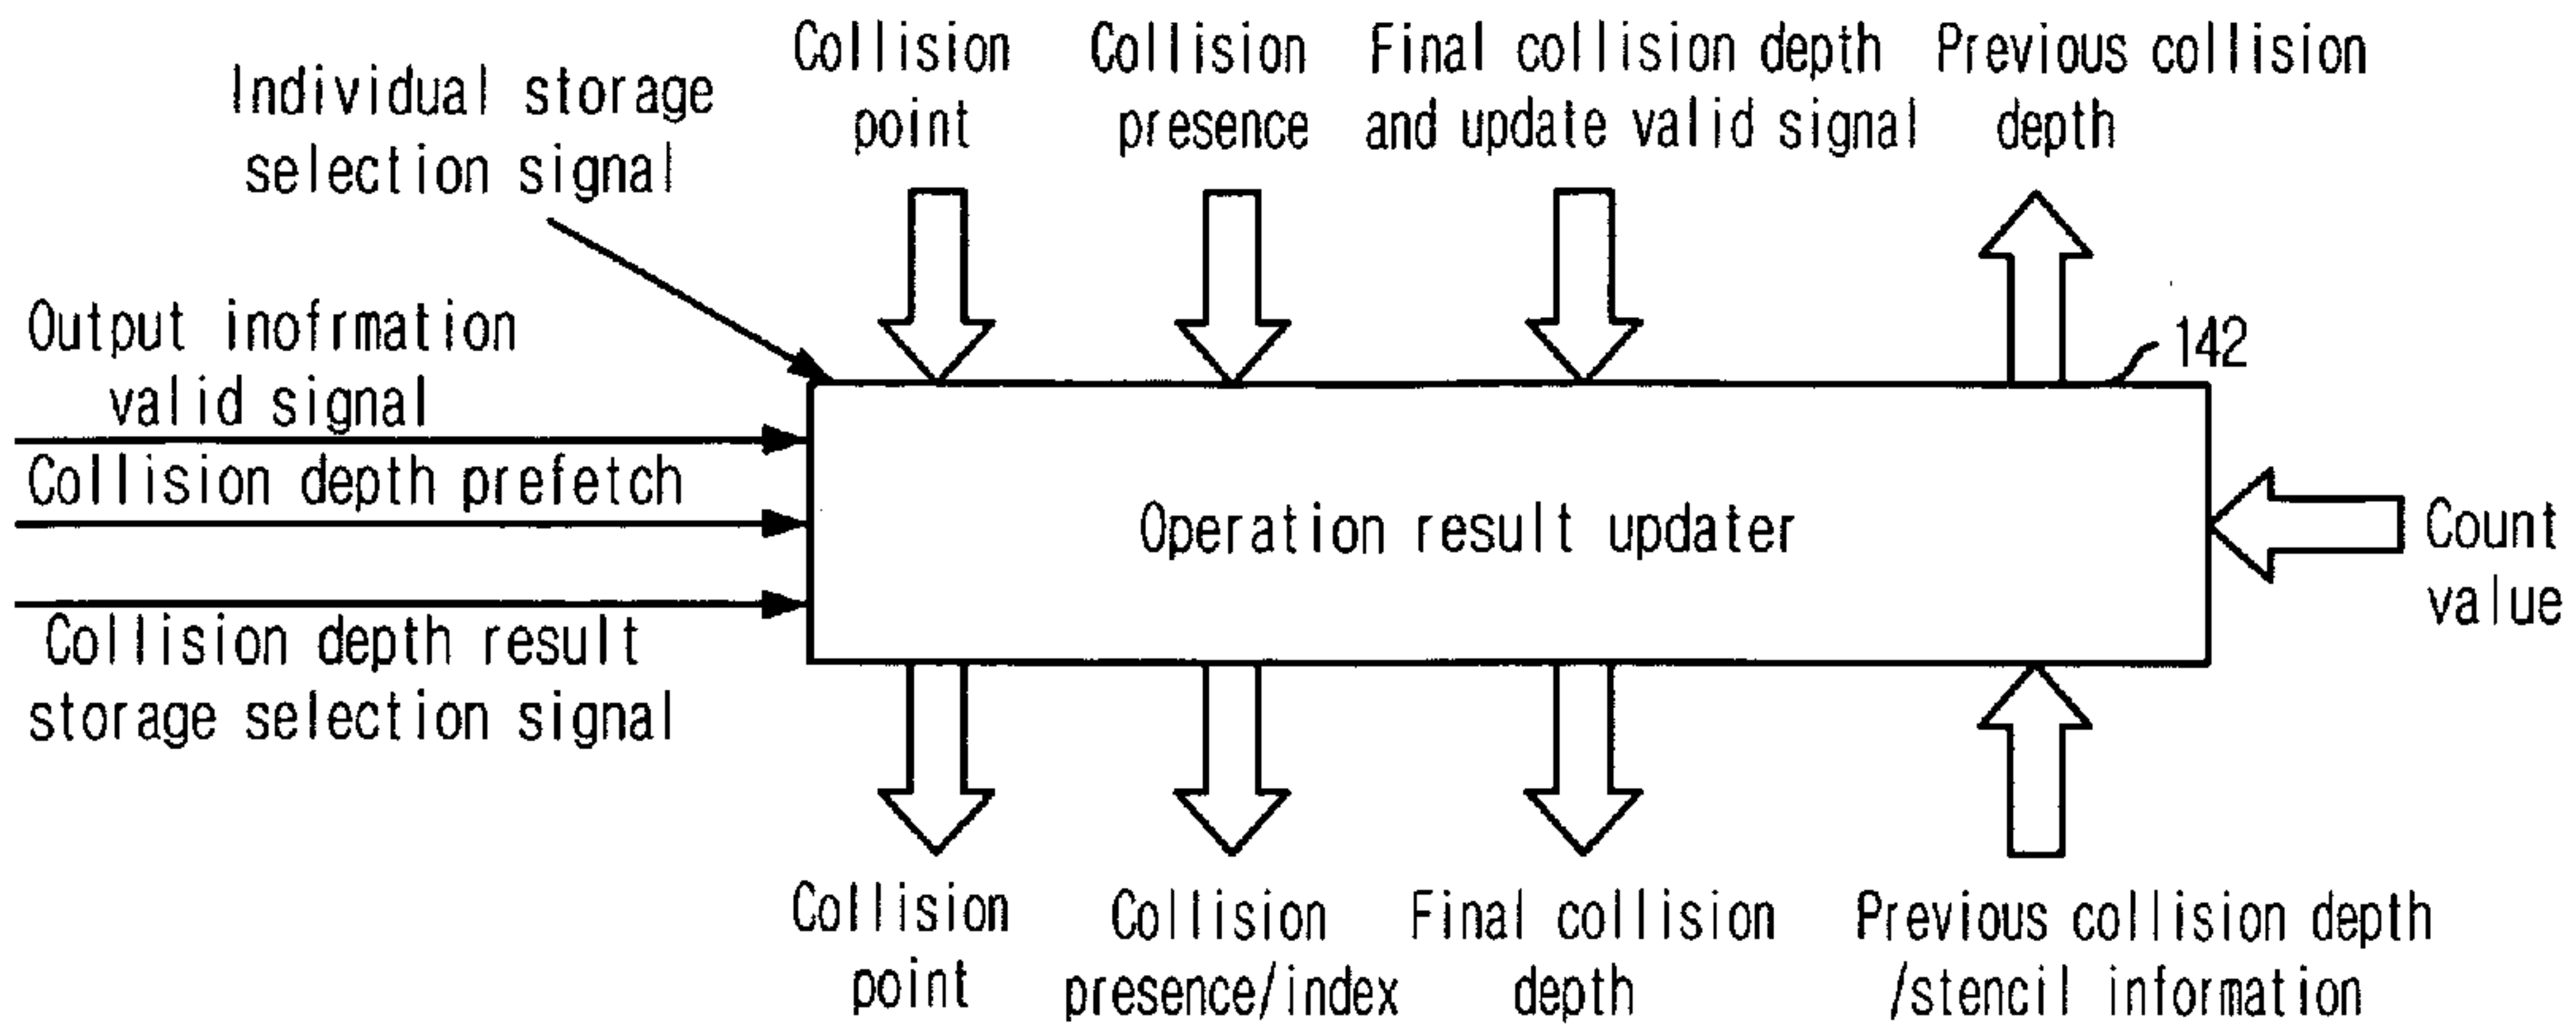 Individual storage
selection signal
Collision
point
Collision
presence
Final collision depth
and update valid signal
Previous collision
depth
Output inofrmation
valid signal
142
Collision depth prefetch
Operation result updater
Count
value
Collision depth result
storage selection signal
Collision
point
Collision
presence/index
Final collision
depth
Previous collision depth
/stencil information